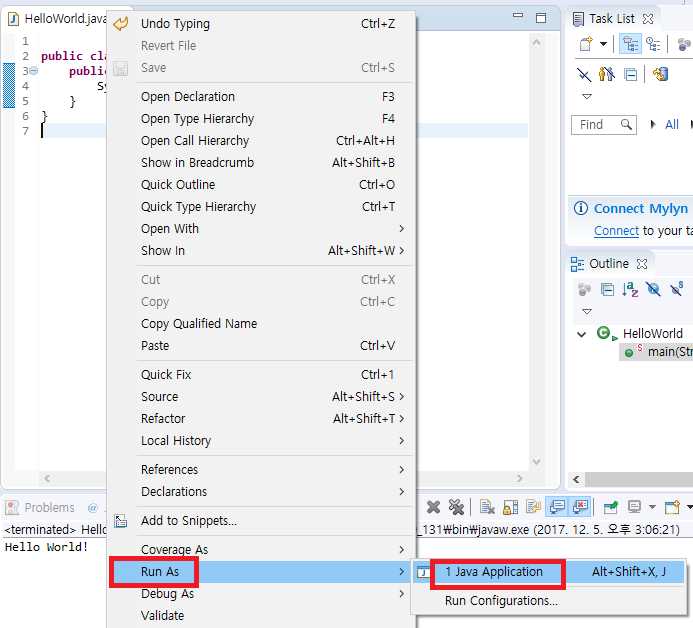 HelloWorld.java
Task List
1
2 public clas
3 public
4 Sy
5 }
6 }
7
Undo Typing Ctrl+Z
Revert File
Save Ctrl+S
Open Declaration F3
Open Type Hierarchy F4
Open Call Hierarchy Ctrl+Alt+H
Show in Breadcrumb Alt+Shift+B
Quick Outline Ctrl+O
Quick Type Hierarchy Ctrl+T
Open With
Show In Alt+Shift+W
Cut Ctrl+X
Copy Ctrl+C
Copy Qualified Name
Paste Ctrl+V
Quick Fix Ctrl+1
Source Alt+Shift+S
Refactor Alt+Shift+T
Local History
References
Declarations
Add to Snippets...
Coverage As
Run As
Debug As
Validate
1 Java Application Alt+Shift+X, J
Run Configurations...
Find
All
Connect Mylyn
Connect to your ta
Outline
HelloWorld
main(Stri
Problems @
<terminated> Hello
_131₩bin₩javaw.exe (2017. 12. 5. 오후 3:06:21)
Hello World!